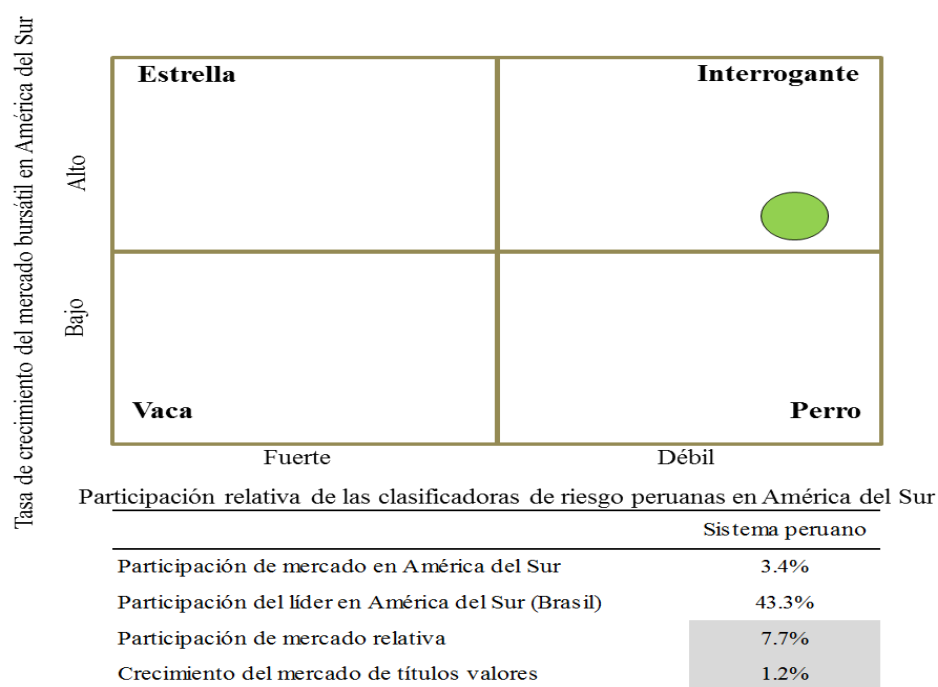 Tasa de crecimiento del mercado bursátil en América del Sur
Alto
Bajo
Estrella
Interrogante
Vaca
Perro
Fuerte
Débil
Participación relativa de las clasificadoras de riesgo peruanas en América del Sur
Sistema peruano
Participación de mercado en América del Sur 3.4%
Participación del líder en América del Sur (Brasil) 43.3%
Participación de mercado relativa 7.7%
Crecimiento del mercado de títulos valores 1.2%